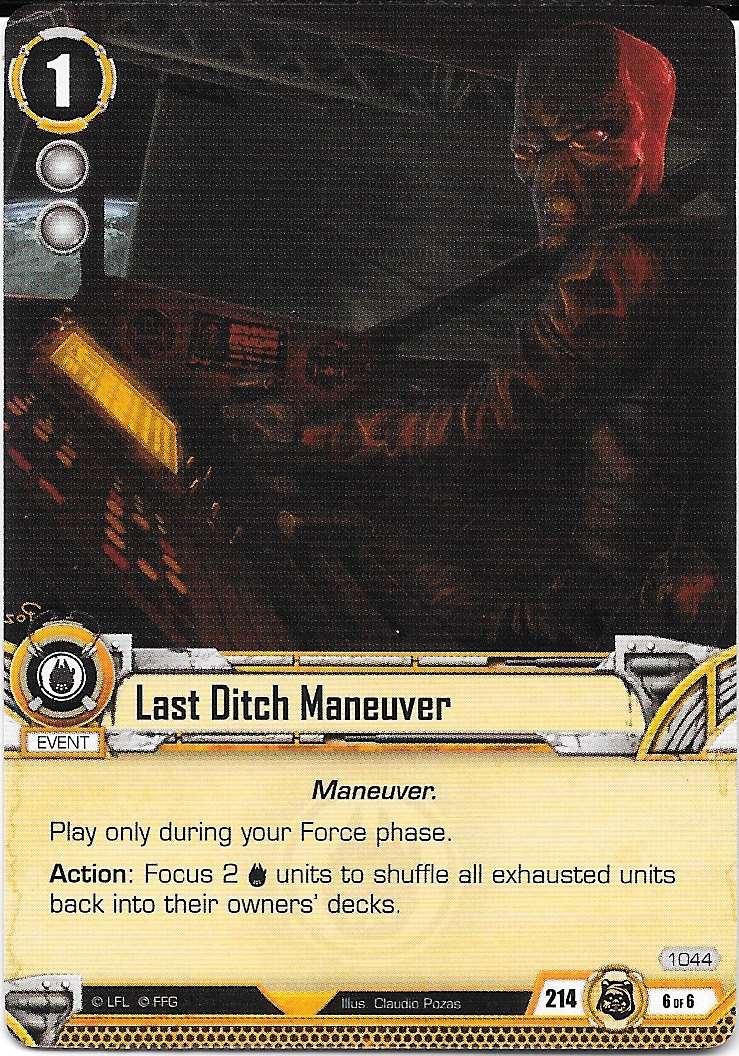 1
Last Ditch Maneuver
EVENT
Maneuver.
Play only during your Force phase.
Action: Focus 2 units to shuffle all exhausted units
back into their owners' decks.
1044
© LFL © FFG
Illus. Claudio Pozas
214
6 OF 6